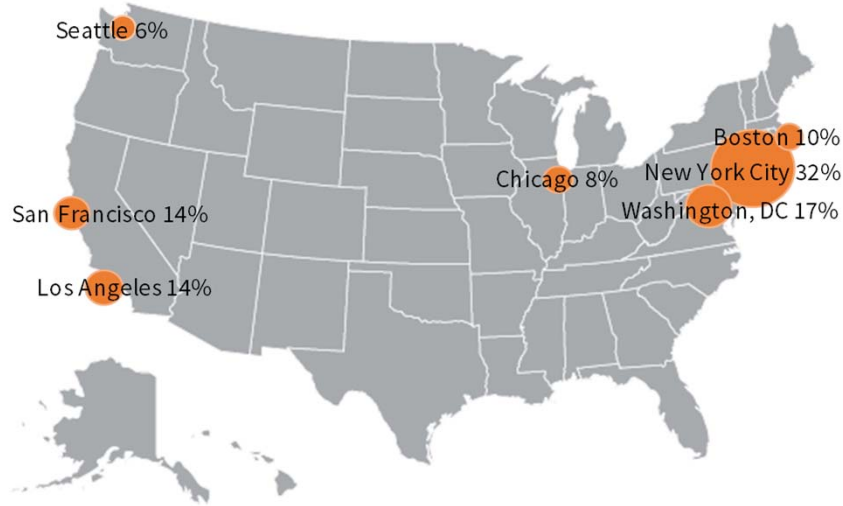 Seattle 6%
Boston 10%
New York City 32%
Chicago 8%
Washington, DC 17%
San Francisco 14%
Los Angeles 14%